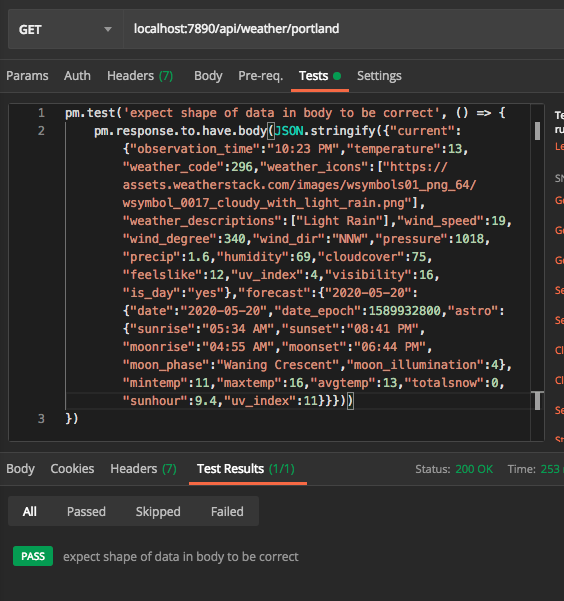 GET localhost:7890/api/weather/portland
Params Auth Headers (7) Body Pre-req. Tests Settings
1 pm.test('expect shape of data in body to be correct', () => {
2 pm.response.to.have.body(JSON.stringify({"current":
{"observation_time":"10:23 PM","temperature":13,
"weather_code":296,"weather_icons":["https://
assets.weatherstack.com/images/wsymbols01_png_64/
wsymbol_0017_cloudy_with_light_rain.png"],
"weather_descriptions":["Light Rain"],"wind_speed":19,
"wind_degree":340,"wind_dir":"NNW","pressure":1018,
"precip":1.6,"humidity":69,"cloudcover":75,
"feelslike":12,"uv_index":4,"visibility":16,
"is_day":"yes"},"forecast":{"2020-05-20":
{"date":"2020-05-20","date_epoch":1589932800,"astro":
{"sunrise":"05:34 AM","sunset":"08:41 PM",
"moonrise":"04:55 AM","moonset":"06:44 PM",
"moon_phase":"Waning Crescent","moon_illumination":4},
"mintemp":11,"maxtemp":16,"avgtemp":13,"totalsnow":0,
"sunhour":9.4,"uv_index":11}}}))
3 })
Body Cookies Headers (7) Test Results (1/1) Status: 200 OK Time: 253
All Passed Skipped Failed
PASS expect shape of data in body to be correct